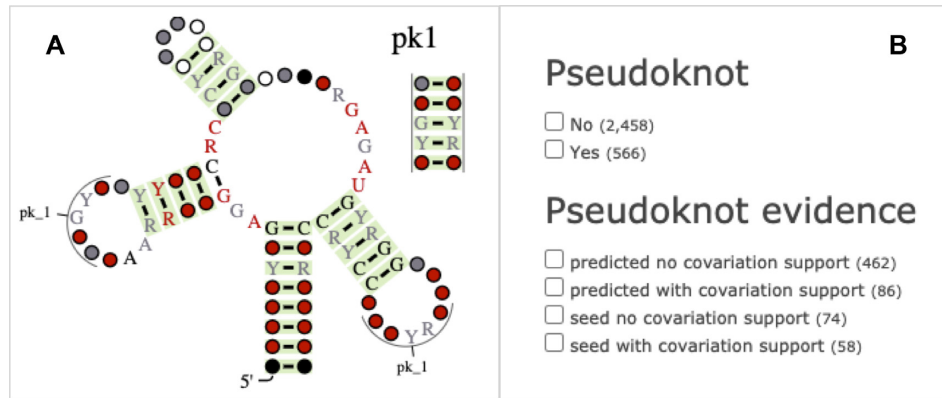 A
pk1
B
R
G
Y
C
R
G
A
G
A
U
C
R
C
G
G
A
G
Y
R
Y
Y
R
R
A
A
Y
G
pk_1
G C C G
Y R
Y
R
G
G
R
Y
C
C
R
Y
pk_1
5'
G Y
Y R
Pseudoknot
No (2,458)
Yes (566)
Pseudoknot evidence
predicted no covariation support (462)
predicted with covariation support (86)
seed no covariation support (74)
seed with covariation support (58)